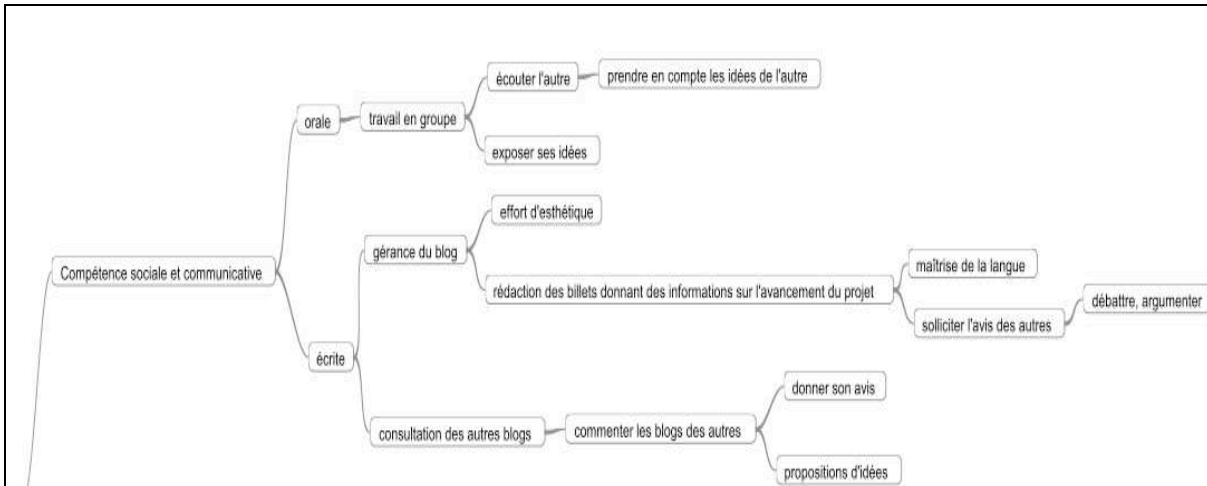 Compétence sociale et communicative
orale
travail en groupe
écouter l'autre
prendre en compte les idées de l'autre
exposer ses idées
écrite
gérance du blog
effort d'esthétique
rédaction des billets donnant des informations sur l'avancement du projet
maîtrise de la langue
solliciter l'avis des autres
débattre, argumenter
consultation des autres blogs
commenter les blogs des autres
donner son avis
propositions d'idées